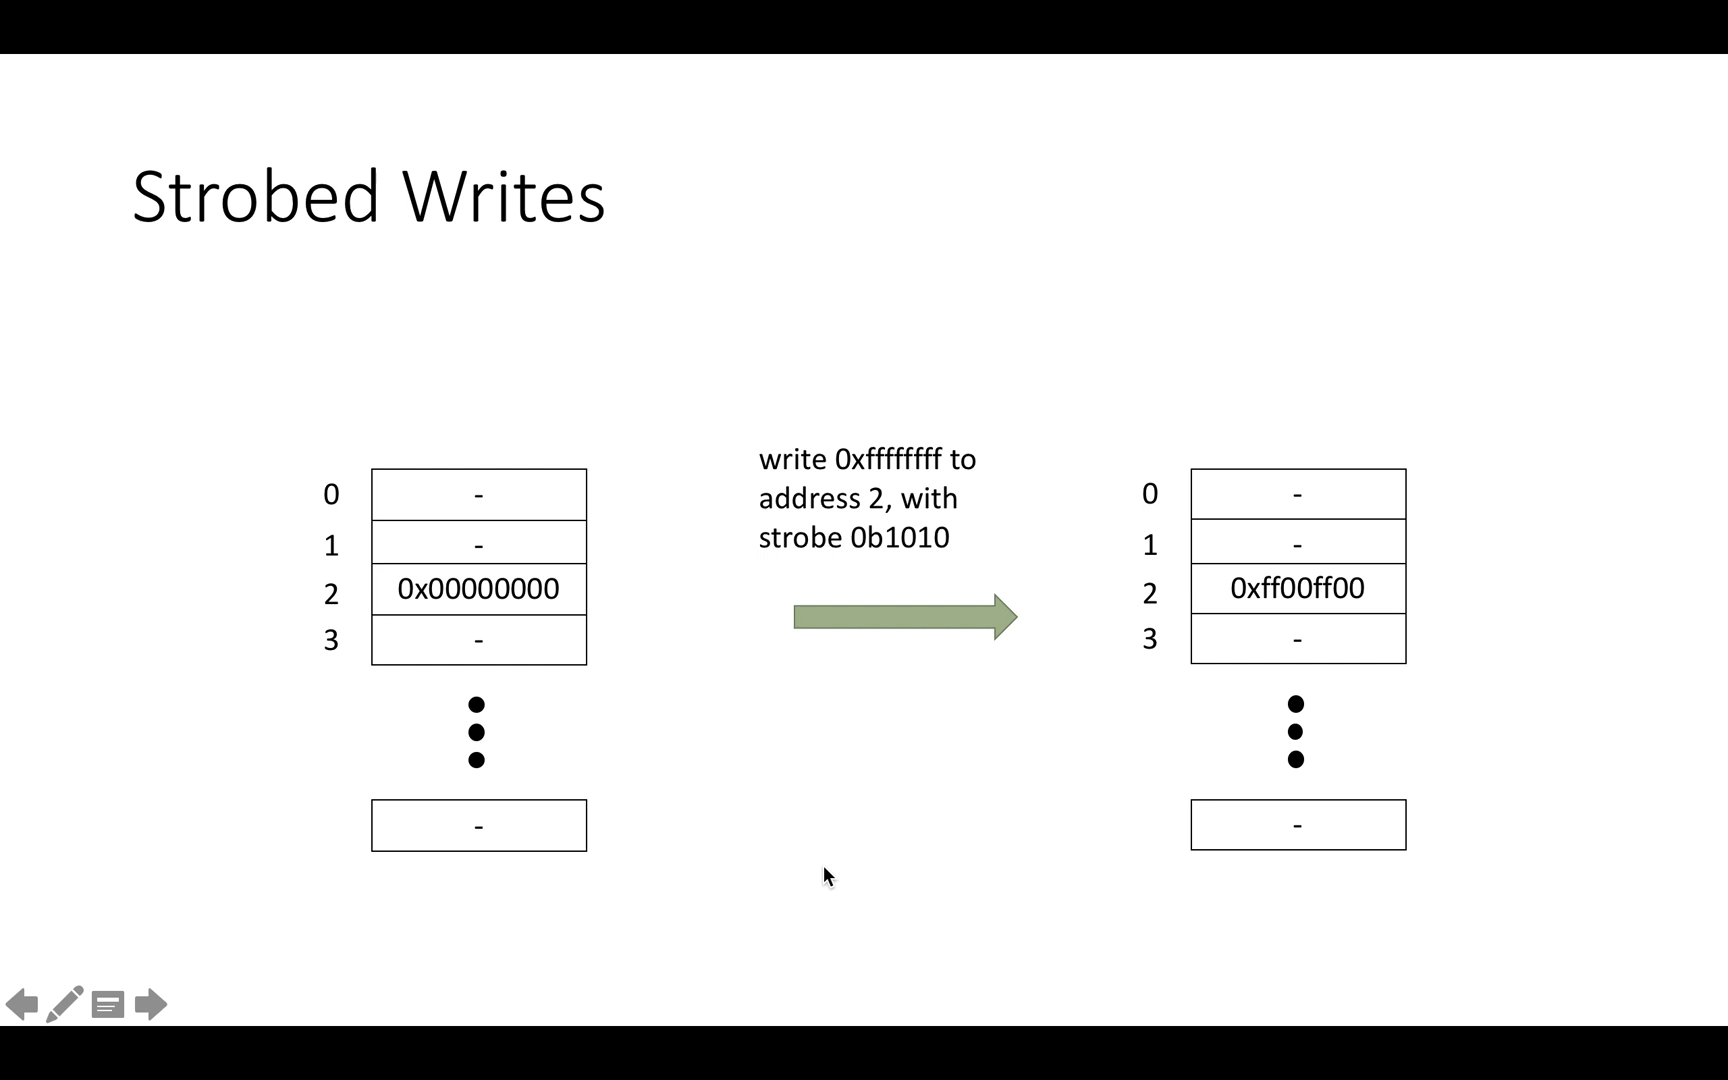 Strobed Writes
write 0xffffffff to
address 2, with
strobe 0b1010
0 -
1 -
2 0x00000000
3 -
-
0 -
1 -
2 0xff00ff00
3 -
-